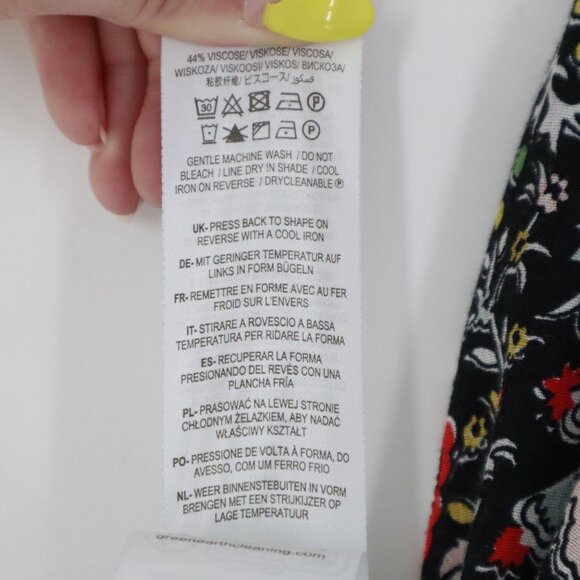 44% VISCOSE/ VISKOSE/ VISCOSA/
WISKOZA/ VISKOOSI/ VISKOS/ ВИСКОЗА/
粘胶纤维/ ビスコース/ فسكوز
30 P
P
GENTLE MACHINE WASH / DO NOT
BLEACH / LINE DRY IN SHADE / COOL
IRON ON REVERSE / DRYCLEANABLE Ⓟ
UK- PRESS BACK TO SHAPE ON
REVERSE WITH A COOL IRON
DE- MIT GERINGER TEMPERATUR AUF
LINKS IN FORM BÜGELN
FR- REMETTRE EN FORME AVEC AU FER
FROID SUR L'ENVERS
IT- STIRARE A ROVESCIO A BASSA
TEMPERATURA PER RIDARE LA FORMA
ES- RECUPERAR LA FORMA
PRESIONANDO DEL REVÉS CON UNA
PLANCHA FRÍA
PL- PRASOWAĆ NA LEWEJ STRONIE
CHŁODNYM ŻELAZKIEM, ABY NADAĆ
WŁAŚCIWY KSZTAŁT
PO- PRESSIONE DE VOLTA À FORMA, DO
AVESSO, COM UM FERRO FRIO
NL- WEER BINNENSTEBUITEN IN VORM
BRENGEN MET EEN STRIJKIJZER OP
LAGE TEMPERATUUR
greenearthcleaning.com